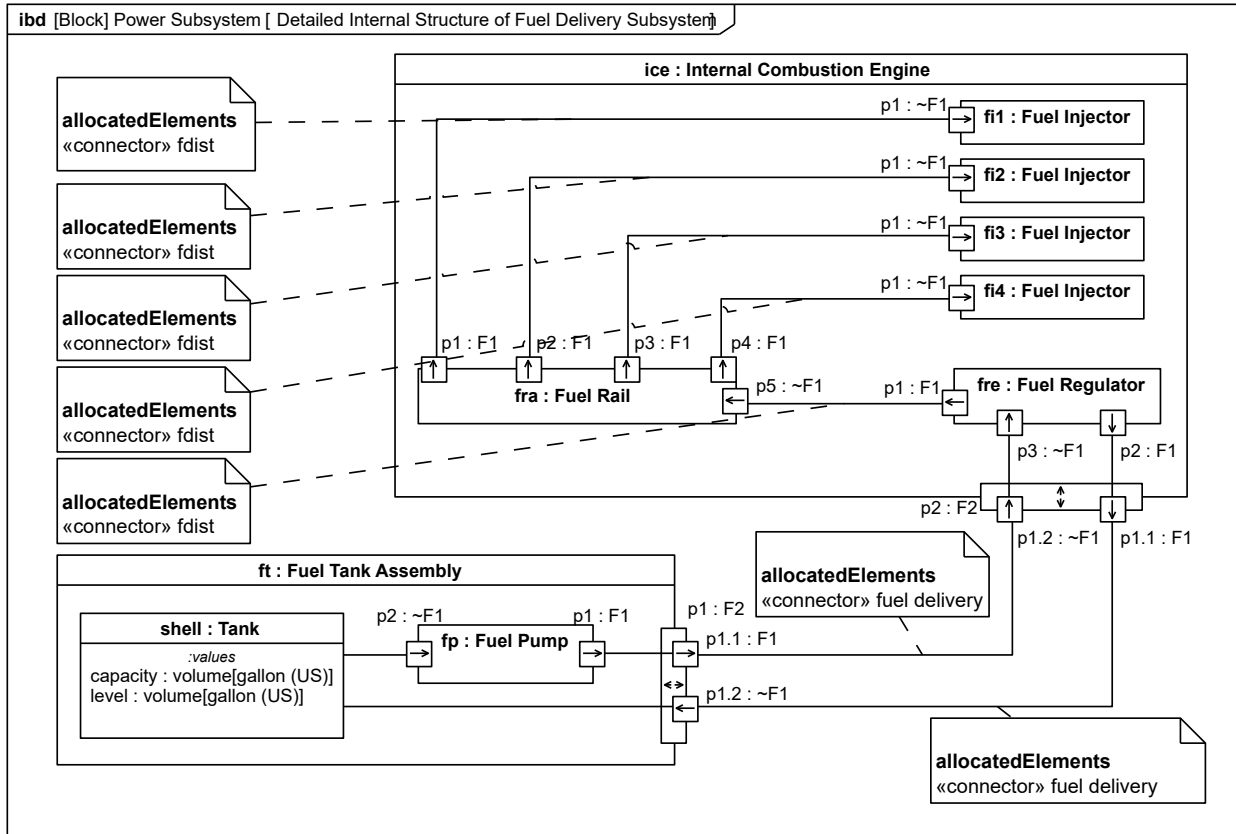 ibd [Block] Power Subsystem [ Detailed Internal Structure of Fuel Delivery Subsystem]
ice : Internal Combustion Engine
allocatedElements
«connector» fdist
p1 : ~F1
fi1 : Fuel Injector
p1 : ~F1
fi2 : Fuel Injector
allocatedElements
«connector» fdist
p1 : ~F1
fi3 : Fuel Injector
p1 : ~F1
fi4 : Fuel Injector
allocatedElements
«connector» fdist
p1 : F1
p2 : F1
p3 : F1
p4 : F1
fra : Fuel Rail
p5 : ~F1
p1 : F1
fre : Fuel Regulator
allocatedElements
«connector» fdist
p3 : ~F1
p2 : F1
allocatedElements
«connector» fdist
p2 : F2
p1.2 : ~F1
p1.1 : F1
ft : Fuel Tank Assembly
allocatedElements
«connector» fuel delivery
shell : Tank
:values
capacity : volume[gallon (US)]
level : volume[gallon (US)]
p2 : ~F1
fp : Fuel Pump
p1 : F1
p1 : F2
p1.1 : F1
p1.2 : ~F1
allocatedElements
«connector» fuel delivery